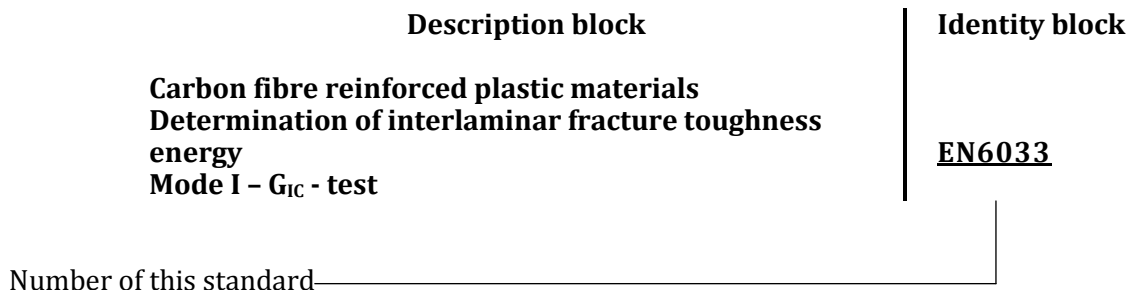 Description block
Identity block
Carbon fibre reinforced plastic materials
Determination of interlaminar fracture toughness
energy
Mode I – GIC - test
EN6033
Number of this standard